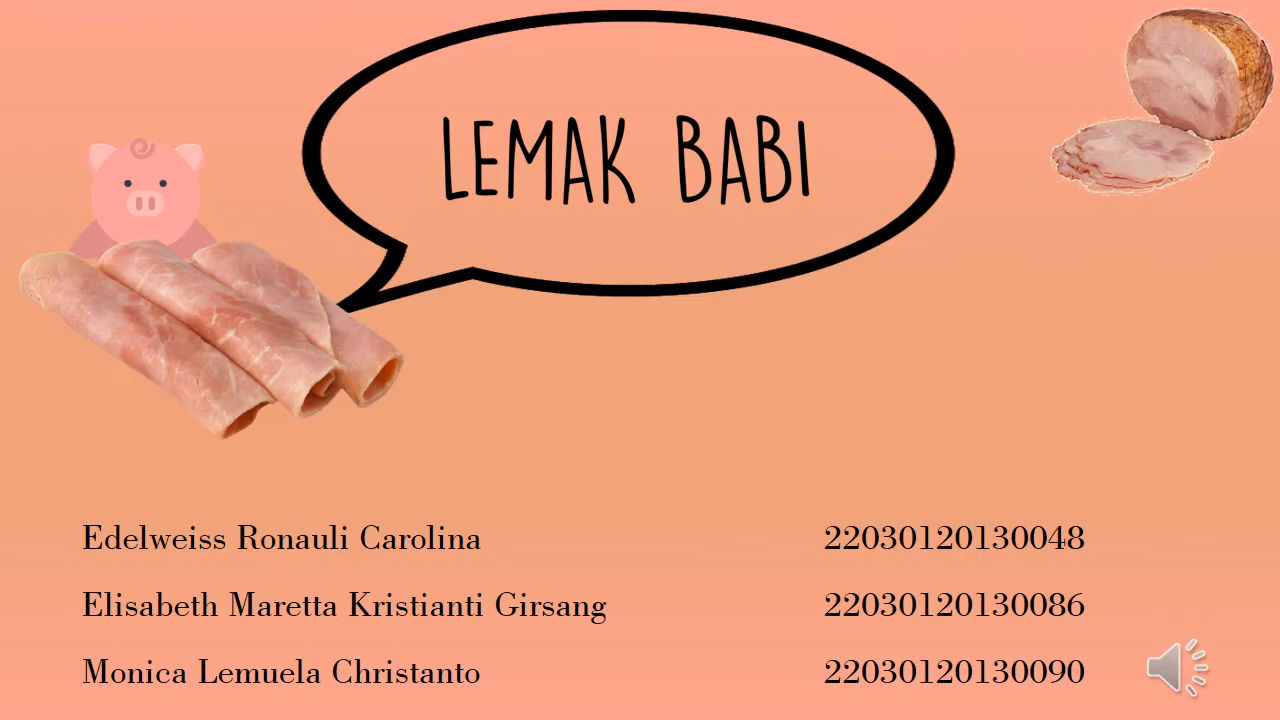 LEMAK BABI
Edelweiss Ronauli Carolina 22030120130048
Elisabeth Maretta Kristianti Girsang 22030120130086
Monica Lemuela Christanto 22030120130090